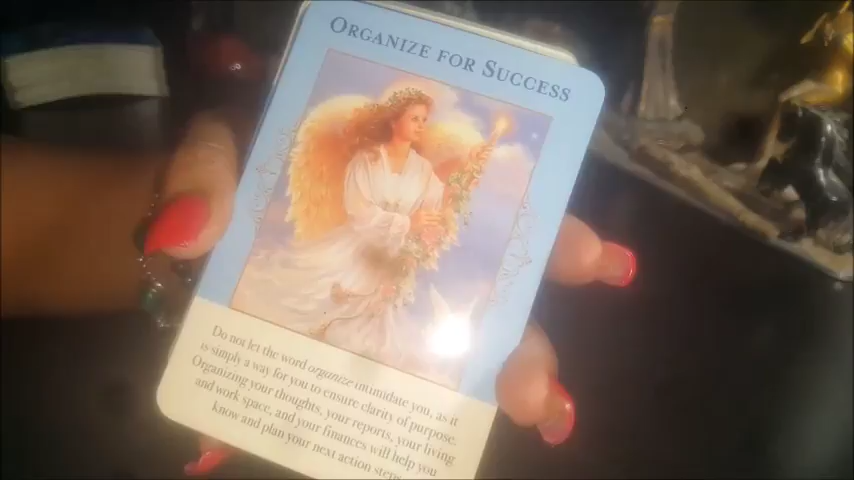 ORGANIZE FOR SUCCESS
Do not let the word organize intimidate you, as it
is simply a way for you to ensure clarity of purpose.
Organizing your thoughts, your reports, your living
and work space, and your finances will help you
know and plan your next action steps